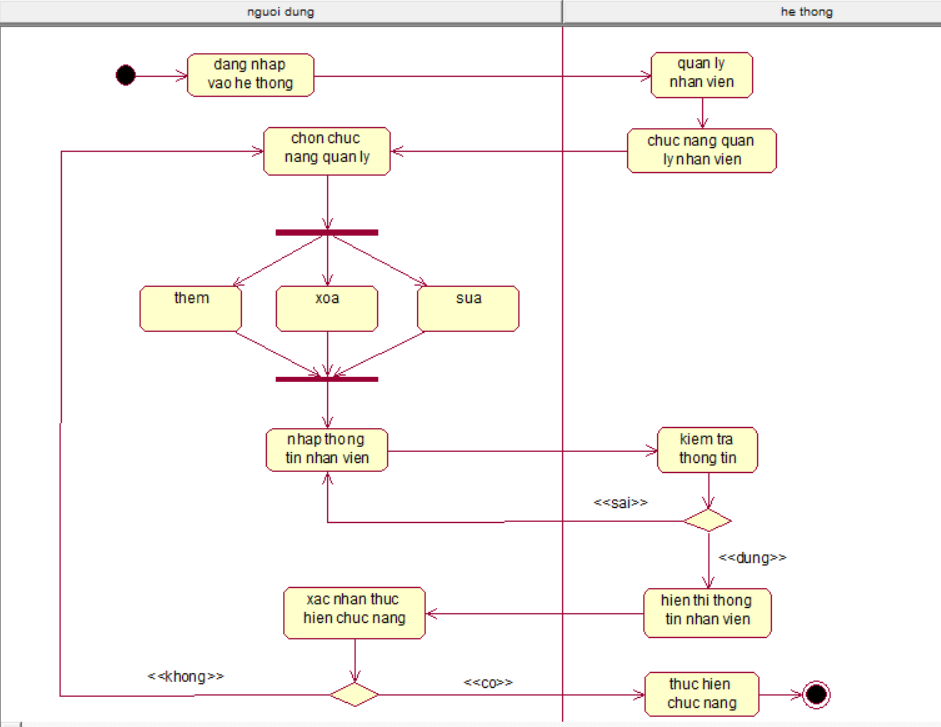 nguoi dung
he thong
dang nhap
vao he thong
quan ly
nhan vien
chon chuc
nang quan ly
chuc nang quan
ly nhan vien
them
xoa
sua
nhap thong
tin nhan vien
kiem tra
thong tin
<<sai>>
<<dung>>
xac nhan thuc
hien chuc nang
hien thi thong
tin nhan vien
<<khong>>
<<co>>
thuc hien
chuc nang